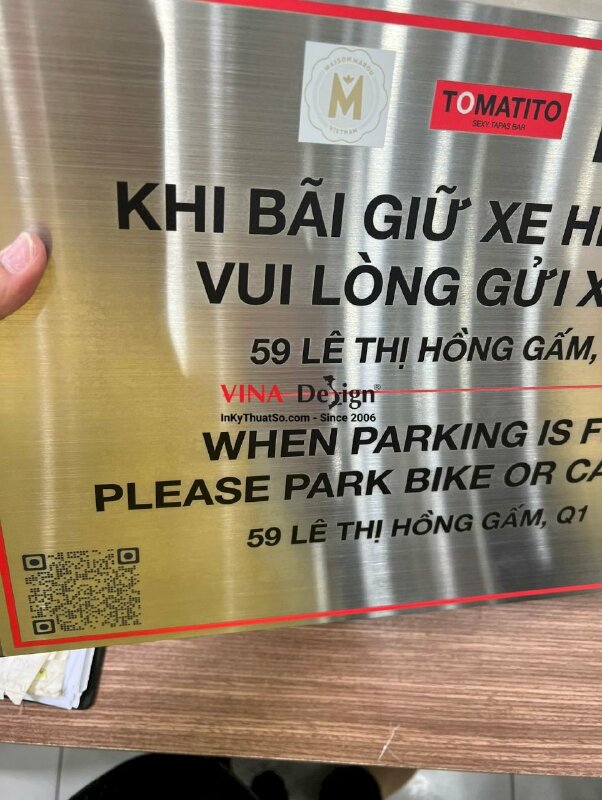 MAISON MAROU
M
VIETNAM
TOMATITO
SEXY TAPAS BAR
KHI BÃI GIỮ XE
VUI LÒNG GỬI
59 LÊ THỊ HỒNG GẤM,
VINA Design®
InKyThuatSo.com - Since 2006
WHEN PARKING IS F
PLEASE PARK BIKE OR CA
59 LÊ THỊ HỒNG GẤM, Q1